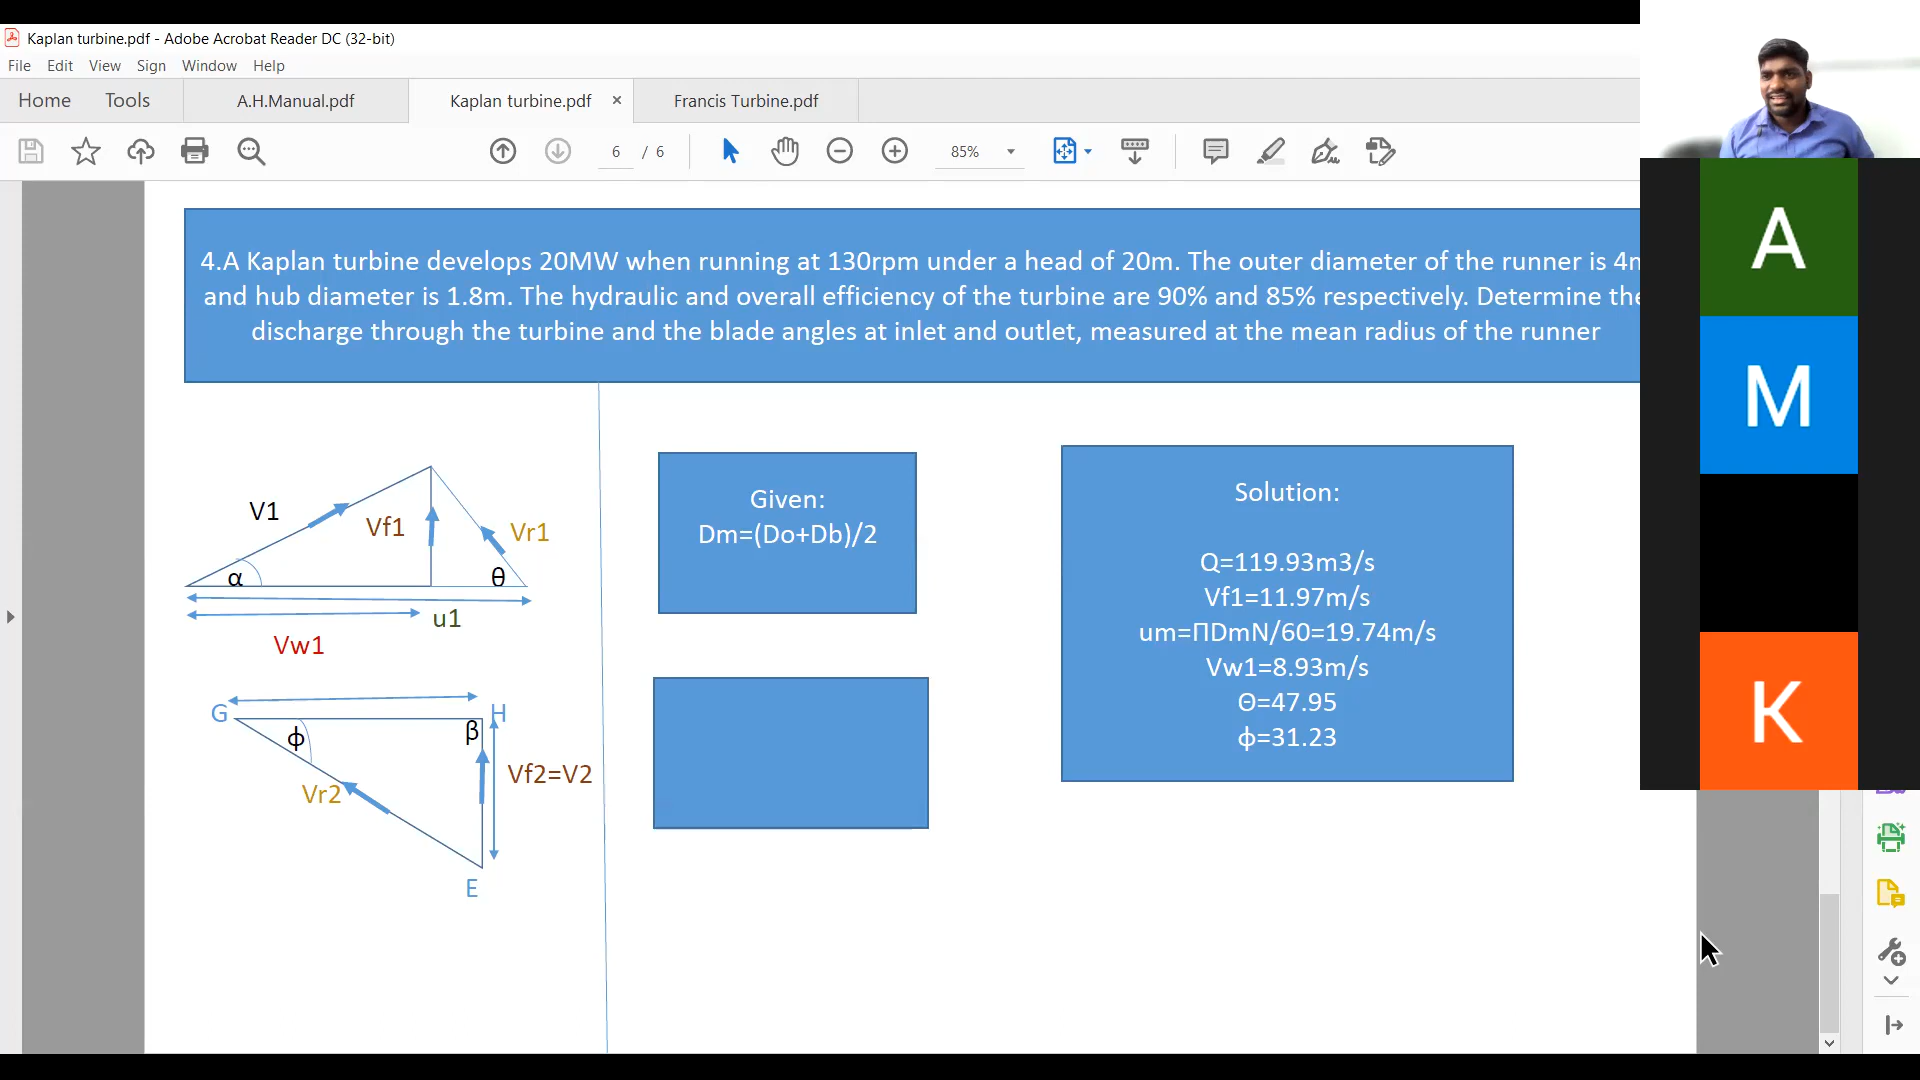 Kaplan turbine.pdf - Adobe Acrobat Reader DC (32-bit)
File Edit View Sign Window Help
Home Tools A.H.Manual.pdf Kaplan turbine.pdf × Francis Turbine.pdf
6 / 6 85%
4.A Kaplan turbine develops 20MW when running at 130rpm under a head of 20m. The outer diameter of the runner is 4
and hub diameter is 1.8m. The hydraulic and overall efficiency of the turbine are 90% and 85% respectively. Determine the
discharge through the turbine and the blade angles at inlet and outlet, measured at the mean radius of the runner
V1
Vf1
Vr1
α
θ
u1
Vw1
G
H
ϕ
β
Vf2=V2
Vr2
E
Given:
Dm=(Do+Db)/2
Solution:
Q=119.93m3/s
Vf1=11.97m/s
um=ΠDmN/60=19.74m/s
Vw1=8.93m/s
Θ=47.95
ϕ=31.23
A
M
K